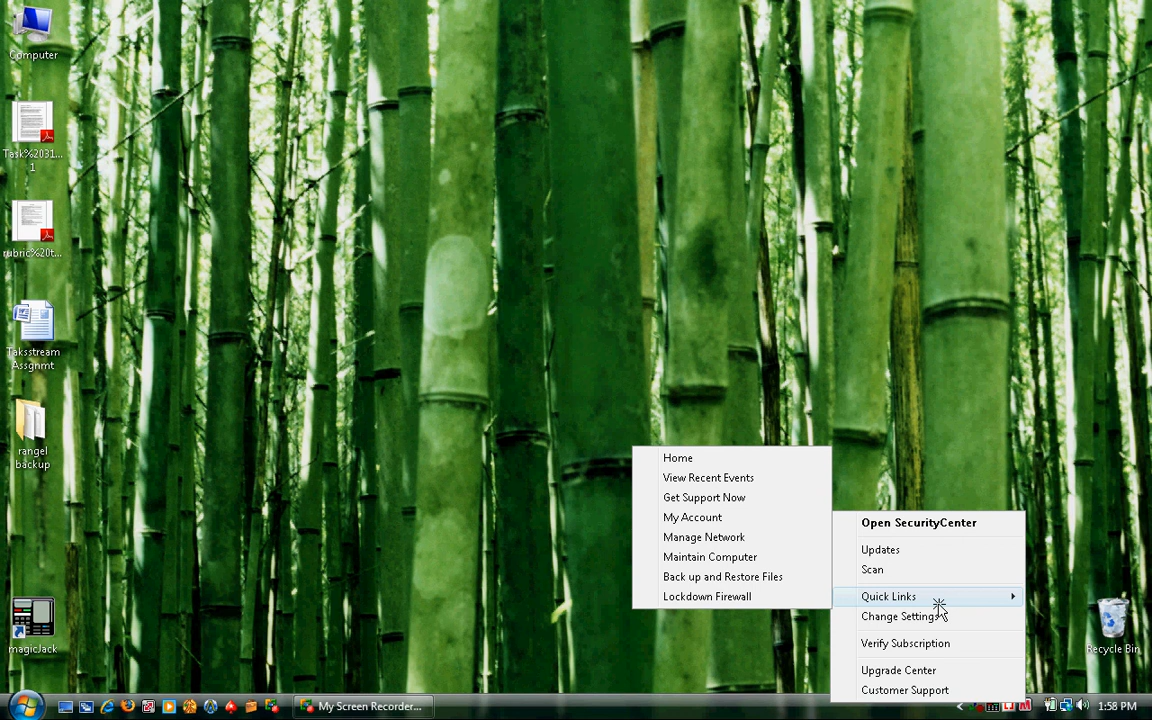 Computer
Task%2031...
1
rubric%20t...
Taksstream
Assgnmt
rangel
backup
magicJack
Home
View Recent Events
Get Support Now
My Account
Manage Network
Maintain Computer
Back up and Restore Files
Lockdown Firewall
Open SecurityCenter
Updates
Scan
Quick Links
Change Settings
Verify Subscription
Upgrade Center
Customer Support
Recycle Bin
My Screen Recorder...
1:58 PM